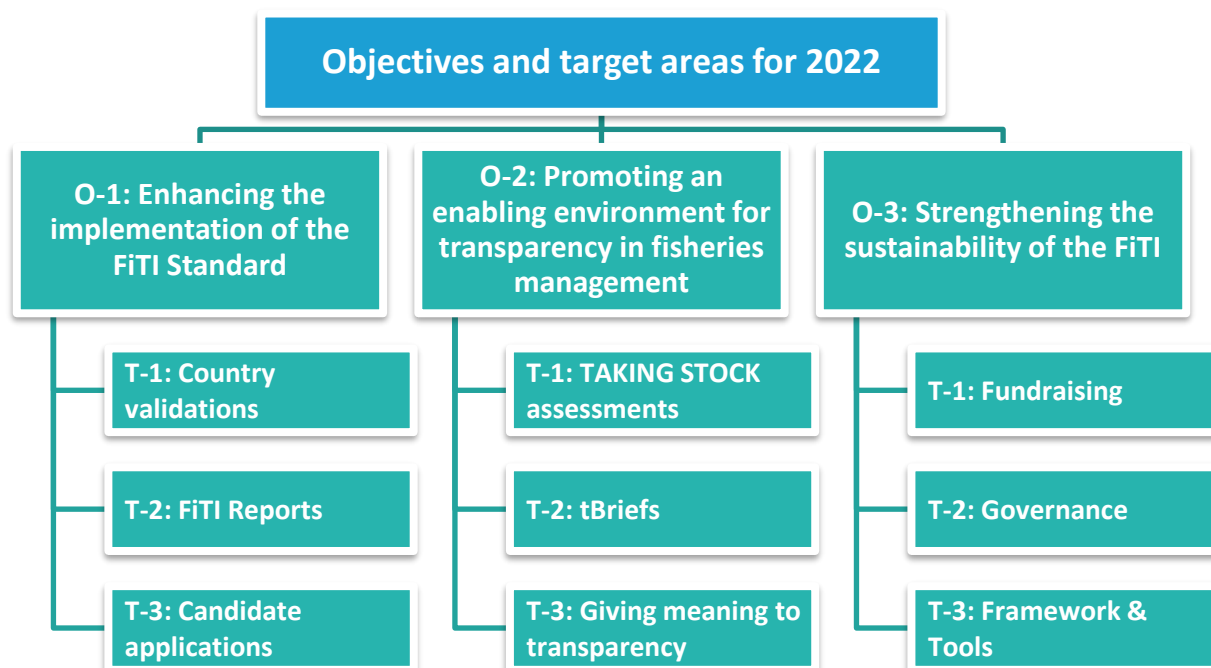 Objectives and target areas for 2022
O-1: Enhancing the
implementation of the
FiTI Standard
T-1: Country
validations
T-2: FiTI Reports
T-3: Candidate
applications
O-2: Promoting an
enabling environment for
transparency in fisheries
management
T-1: TAKING STOCK
assessments
T-2: tBriefs
T-3: Giving meaning to
transparency
O-3: Strengthening the
sustainability of the FiTI
T-1: Fundraising
T-2: Governance
T-3: Framework &
Tools